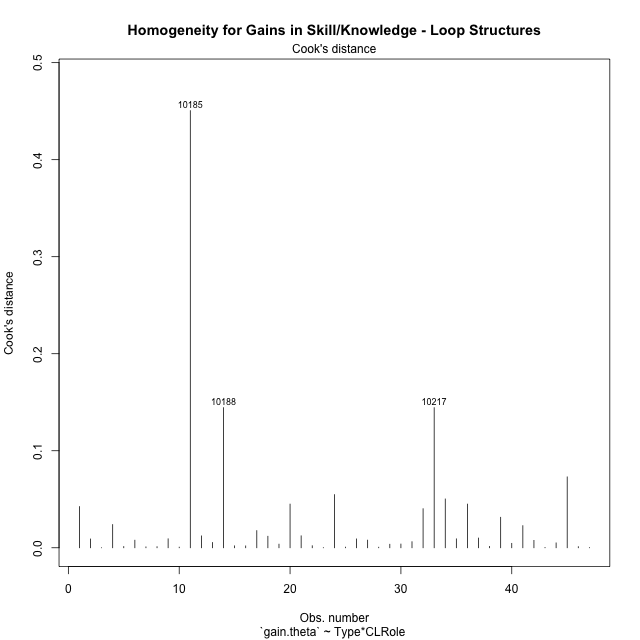 Homogeneity for Gains in Skill/Knowledge - Loop Structures
Cook's distance
Cook's distance
0.5
0.4
0.3
0.2
0.1
0.0
10185
10188
10217
0
10
20
30
40
Obs. number
`gain.theta` ~ Type*CLRole